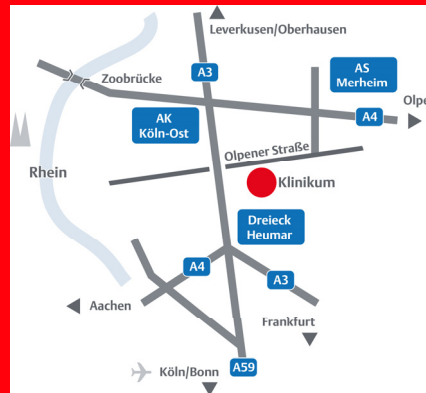 Leverkusen/Oberhausen
A3
AS
Merheim
Zoobrücke
Olpe
A4
AK
Köln-Ost
Olpener Straße
Rhein
Klinikum
Dreieck
Heumar
A4
A3
Aachen
Frankfurt
A59
Köln/Bonn